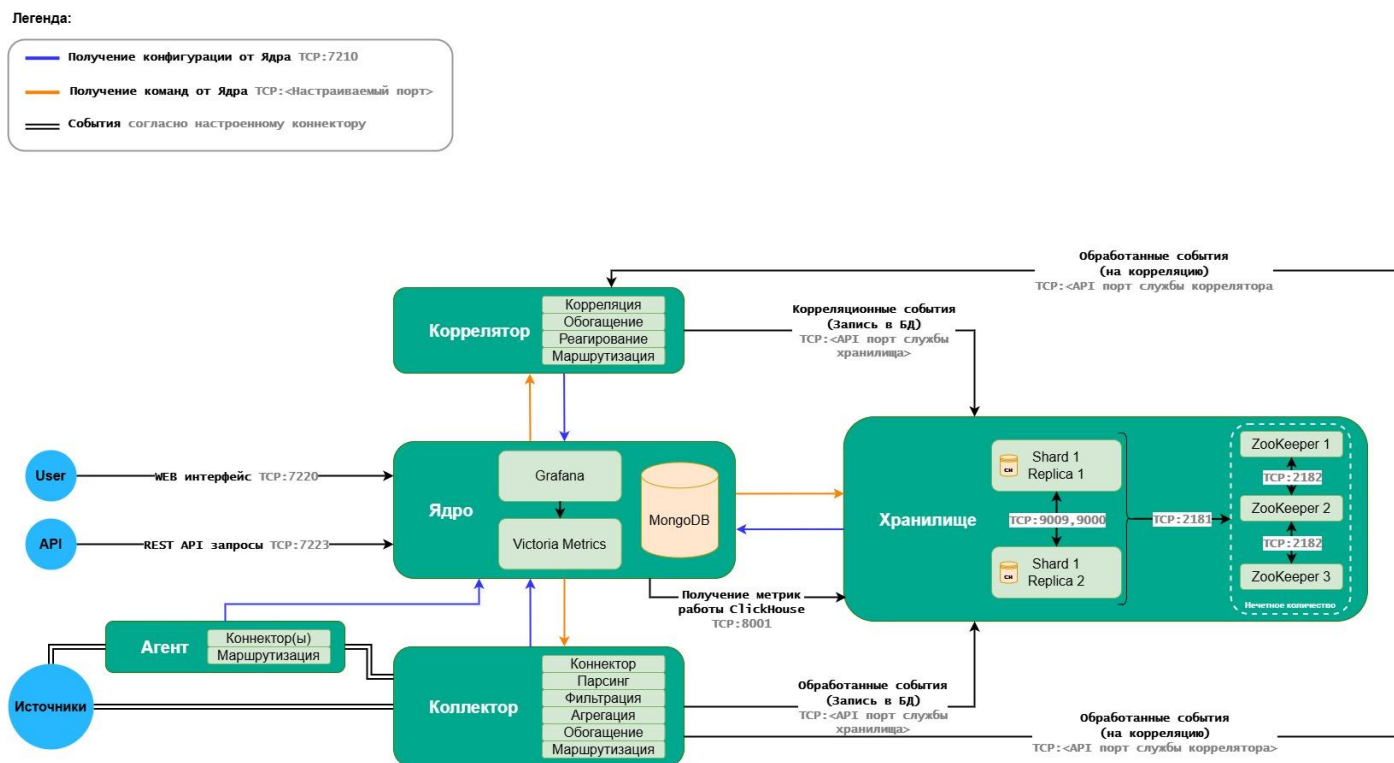 Легенда:
Получение конфигурации от Ядра TCP:7210
Получение команд от Ядра TCP:<Настраиваемый порт>
События согласно настроенному коннектору
Обработанные события
(на корреляцию)
TCP:<API порт службы коррелятора
Коррелятор
Корреляция
Обогащение
Реагирование
Маршрутизация
Корреляционные события
(Запись в БД)
TCP:<API порт службы
хранилища>
User
WEB интерфейс TCP:7220
API
REST API запросы TCP:7223
Ядро
Grafana
Victoria Metrics
MongoDB
Хранилище
CH
Shard 1
Replica 1
TCP:9009,9000
CH
Shard 1
Replica 2
TCP:2181
ZooKeeper 1
TCP:2182
ZooKeeper 2
TCP:2182
ZooKeeper 3
Нечетное количество
Получение метрик
работы ClickHouse
TCP:8001
Агент
Коннектор(ы)
Маршрутизация
Источники
Коллектор
Коннектор
Парсинг
Фильтрация
Агрегация
Обогащение
Маршрутизация
Обработанные события
(Запись в БД)
TCP:<API порт службы
хранилища>
Обработанные события
(на корреляцию)
TCP:<API порт службы коррелятора>